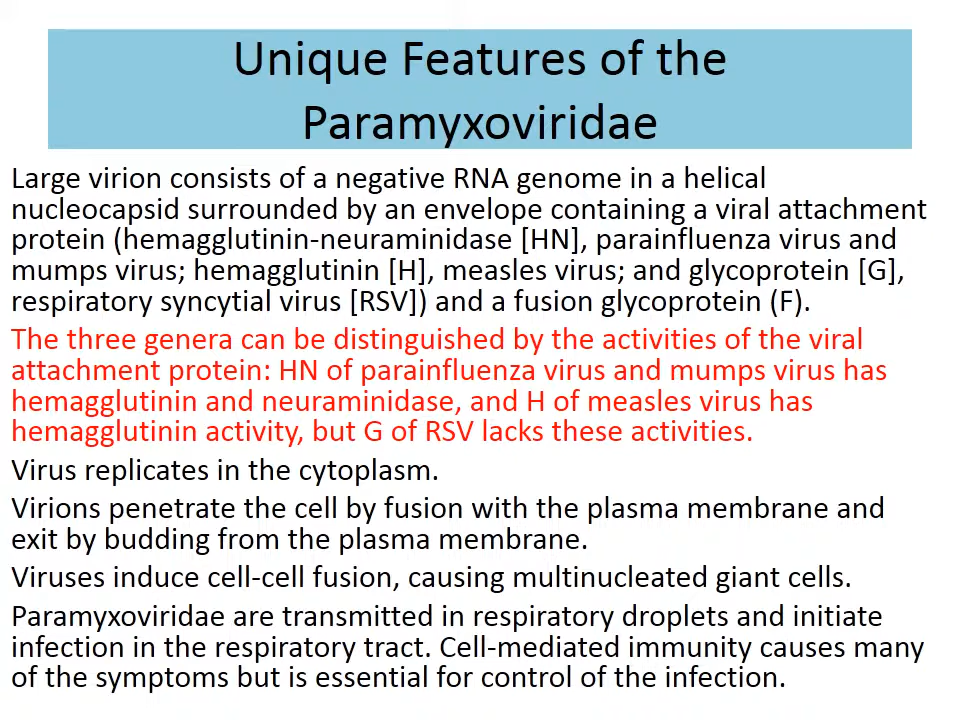 Unique Features of the
Paramyxoviridae
Large virion consists of a negative RNA genome in a helical
nucleocapsid surrounded by an envelope containing a viral attachment
protein (hemagglutinin-neuraminidase [HN], parainfluenza virus and
mumps virus; hemagglutinin [H], measles virus; and glycoprotein [G],
respiratory syncytial virus [RSV]) and a fusion glycoprotein (F).
The three genera can be distinguished by the activities of the viral
attachment protein: HN of parainfluenza virus and mumps virus has
hemagglutinin and neuraminidase, and H of measles virus has
hemagglutinin activity, but G of RSV lacks these activities.
Virus replicates in the cytoplasm.
Virions penetrate the cell by fusion with the plasma membrane and
exit by budding from the plasma membrane.
Viruses induce cell-cell fusion, causing multinucleated giant cells.
Paramyxoviridae are transmitted in respiratory droplets and initiate
infection in the respiratory tract. Cell-mediated immunity causes many
of the symptoms but is essential for control of the infection.